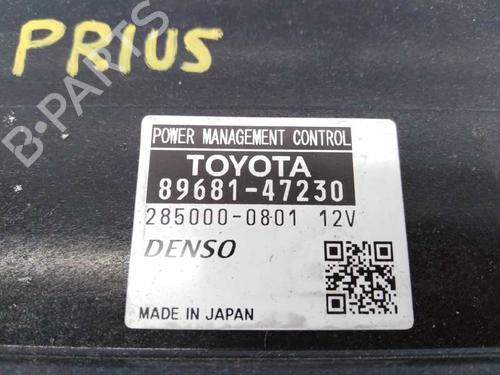 PRIUS
B-PARTS
POWER MANAGEMENT CONTROL
TOYOTA
89681-47230
285000-0801 12V
DENSO
MADE IN JAPAN